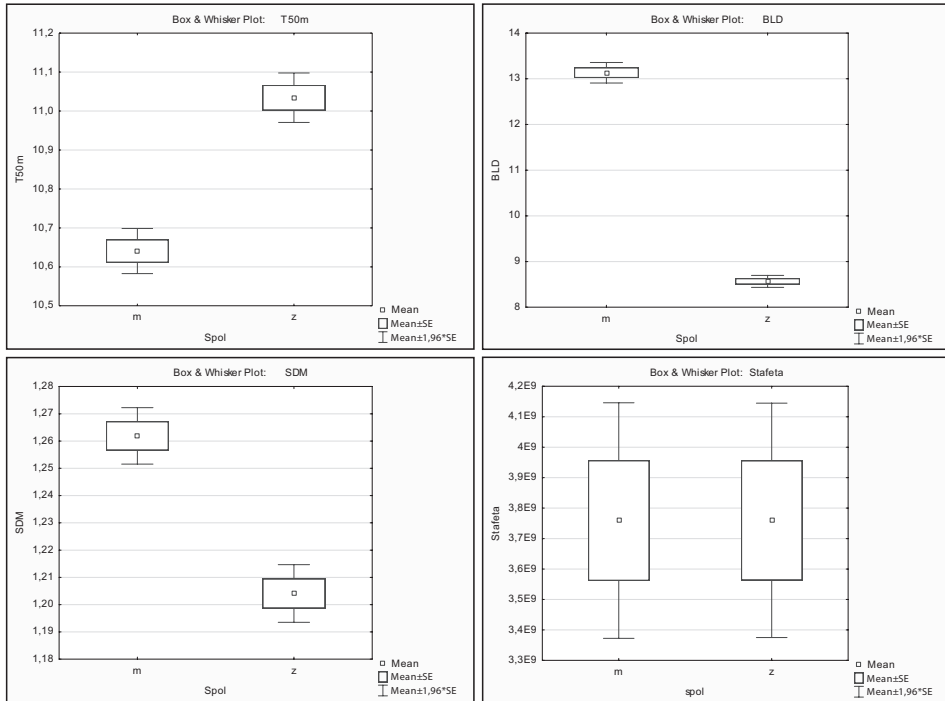 Box & Whisker Plot: T50m
11,2
11,1
11,0
10,9
10,8
10,7
10,6
10,5
T50m
m
z
Spol
Mean
Mean±SE
Mean±1,96*SE
Box & Whisker Plot: BLD
14
13
12
11
10
9
8
BLD
m
z
Spol
Mean
Mean±SE
Mean±1,96*SE
Box & Whisker Plot: SDM
1,28
1,27
1,26
1,25
1,24
1,23
1,22
1,21
1,20
1,19
1,18
SDM
m
z
Spol
Mean
Mean±SE
Mean±1,96*SE
Box & Whisker Plot: Stafeta
4,2E9
4,1E9
4E9
3,9E9
3,8E9
3,7E9
3,6E9
3,5E9
3,4E9
3,3E9
Stafeta
m
z
spol
Mean
Mean±SE
Mean±1,96*SE